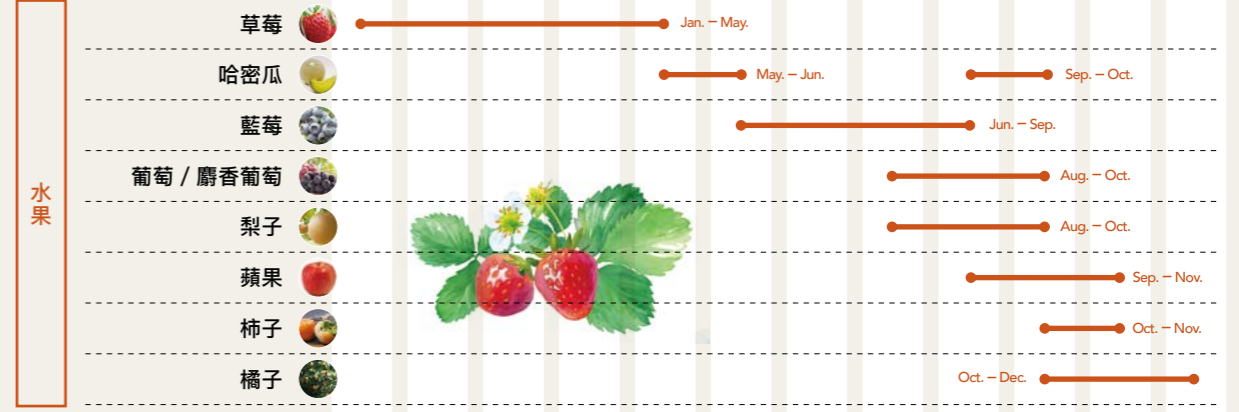 水果
草莓 Jan. – May.
哈密瓜 May. – Jun. Sep. – Oct.
藍莓 Jun. – Sep.
葡萄 / 麝香葡萄 Aug. – Oct.
梨子 Aug. – Oct.
蘋果 Sep. – Nov.
柿子 Oct. – Nov.
橘子 Oct. – Dec.